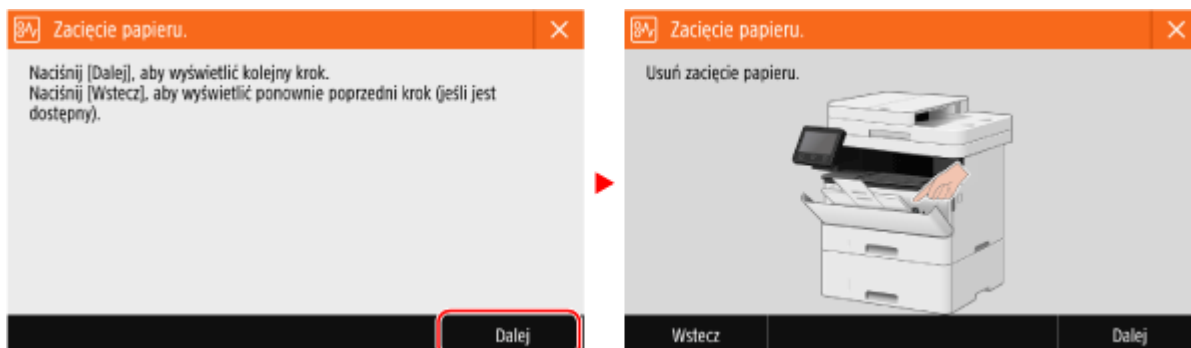 Zacięcie papieru.
Naciśnij [Dalej], aby wyświetlić kolejny krok.
Naciśnij [Wstecz], aby wyświetlić ponownie poprzedni krok (jeśli jest
dostępny).
Dalej
Zacięcie papieru.
Usuń zacięcie papieru.
Wstecz
Dalej